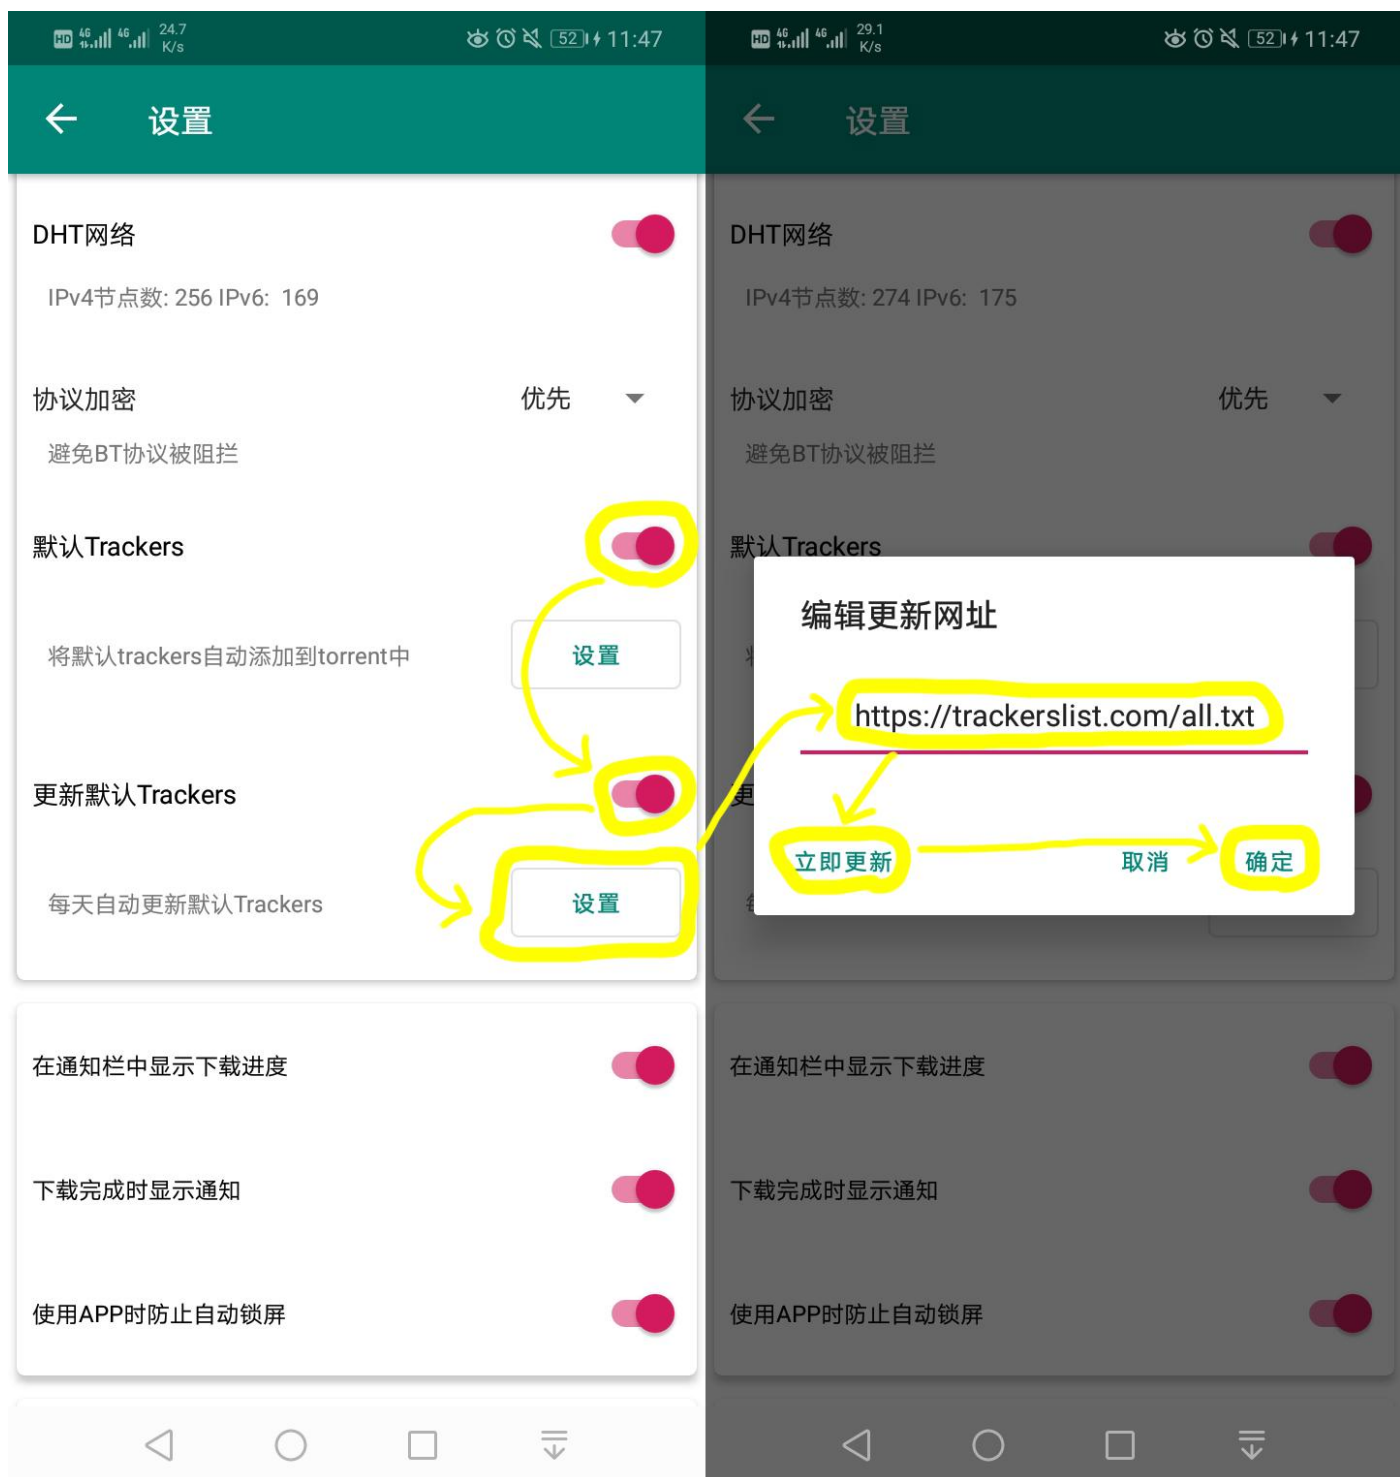 HD 4G 4G 24.7 K/s 52 11:47
设置
DHT网络
IPv4节点数: 256 IPv6: 169
协议加密 优先
避免BT协议被阻拦
默认Trackers
将默认trackers自动添加到torrent中 设置
更新默认Trackers
每天自动更新默认Trackers 设置
在通知栏中显示下载进度
下载完成时显示通知
使用APP时防止自动锁屏
HD 4G 4G 29.1 K/s 52 11:47
设置
DHT网络
IPv4节点数: 274 IPv6: 175
协议加密 优先
避免BT协议被阻拦
默认Trackers
编辑更新网址
https://trackerslist.com/all.txt
立即更新 取消 确定
在通知栏中显示下载进度
下载完成时显示通知
使用APP时防止自动锁屏